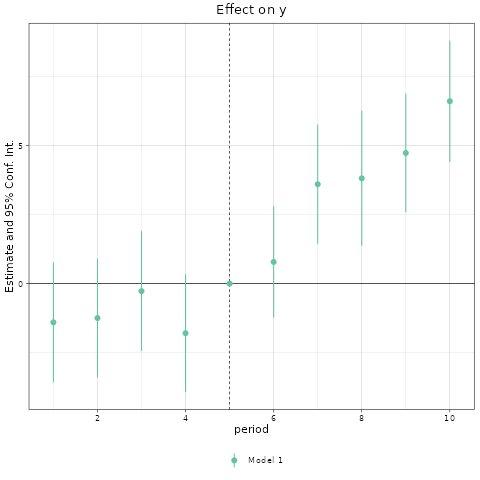 Effect on y
Estimate and 95% Conf. Int.
5
0
2
4
6
8
10
period
Model 1